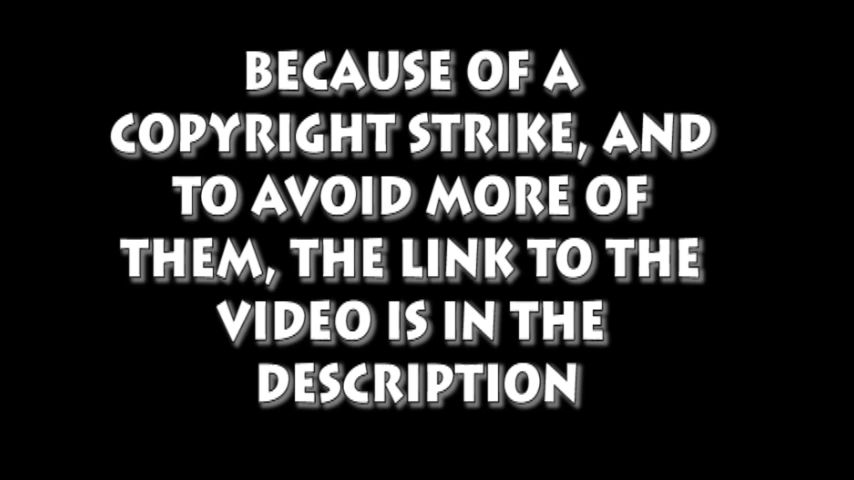 BECAUSE OF A
COPYRIGHT STRIKE, AND
TO AVOID MORE OF
THEM, THE LINK TO THE
VIDEO IS IN THE
DESCRIPTION